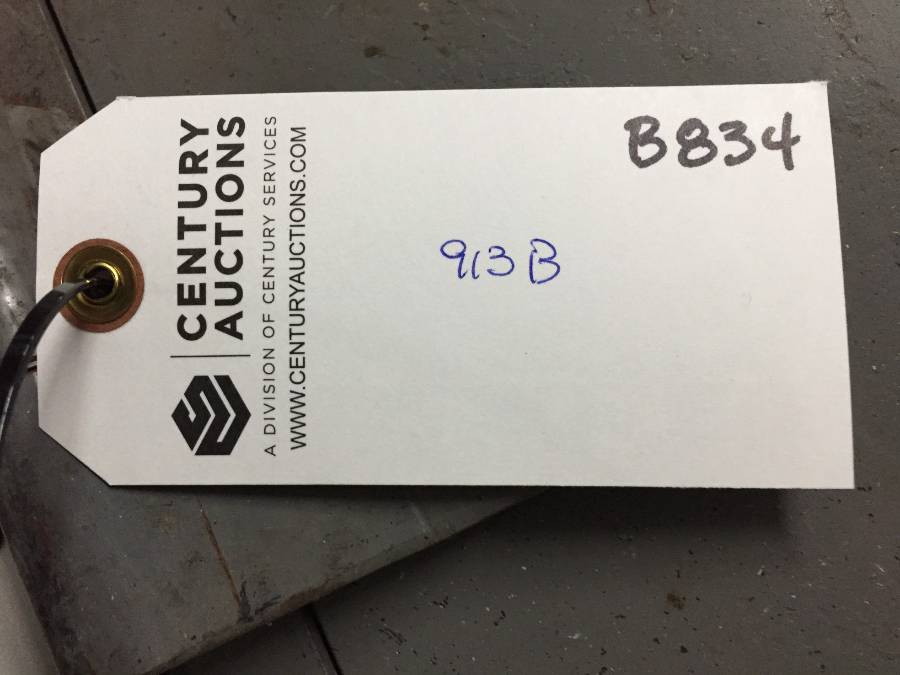 B834
913B
CENTURY
AUCTIONS
A DIVISION OF CENTURY SERVICES
WWW.CENTURYAUCTIONS.COM